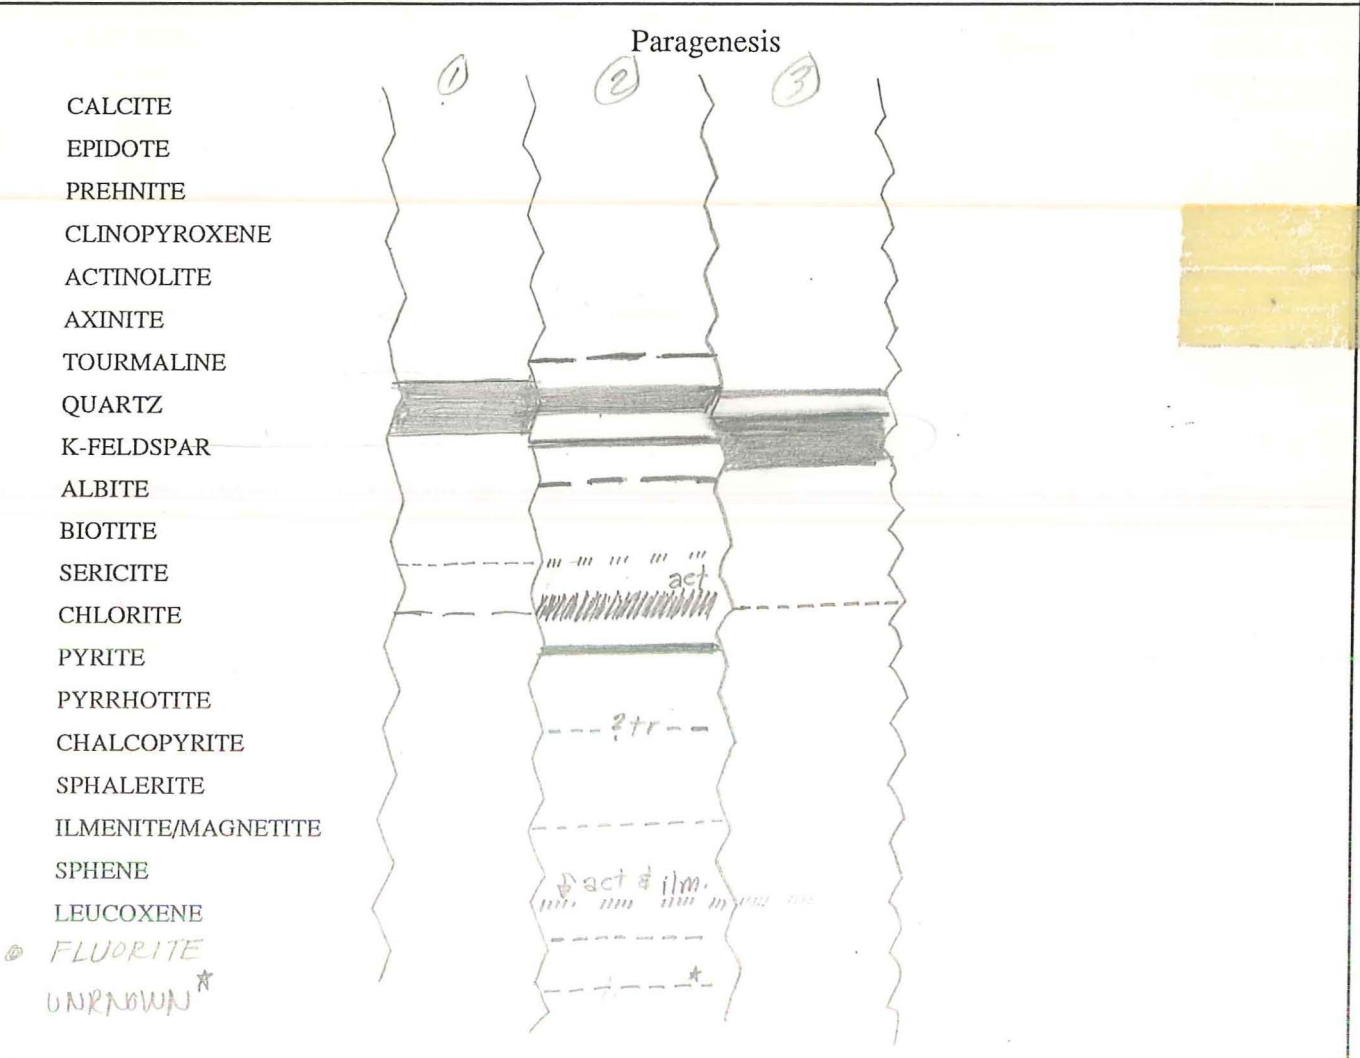 Paragenesis
1 2 3
CALCITE
EPIDOTE
PREHNITE
CLINOPYROXENE
ACTINOLITE
AXINITE
TOURMALINE
QUARTZ
K-FELDSPAR
ALBITE
BIOTITE
SERICITE
act
CHLORITE
PYRITE
PYRRHOTITE
?tr
CHALCOPYRITE
SPHALERITE
ILMENITE/MAGNETITE
SPHENE
act & ilm.
LEUCOXENE
FLUORITE
UNKNOWN*
*